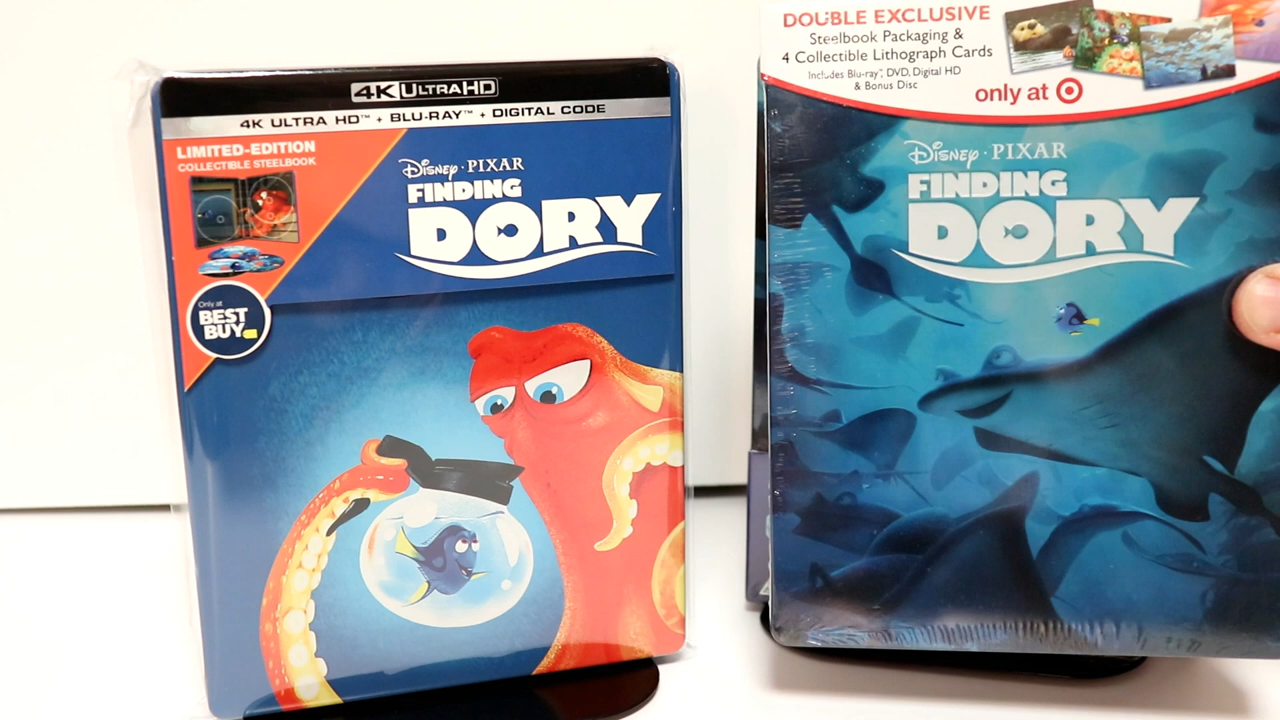 4K ULTRA HD
4K ULTRA HD™ + BLU-RAY™ + DIGITAL CODE
LIMITED-EDITION
COLLECTIBLE STEELBOOK
Disney · PIXAR
FINDING
DORY
Only at
BEST
BUY
DOUBLE EXCLUSIVE
Steelbook Packaging &
4 Collectible Lithograph Cards
Includes Blu-ray™, DVD, Digital HD
& Bonus Disc
only at
Disney · PIXAR
FINDING
DORY